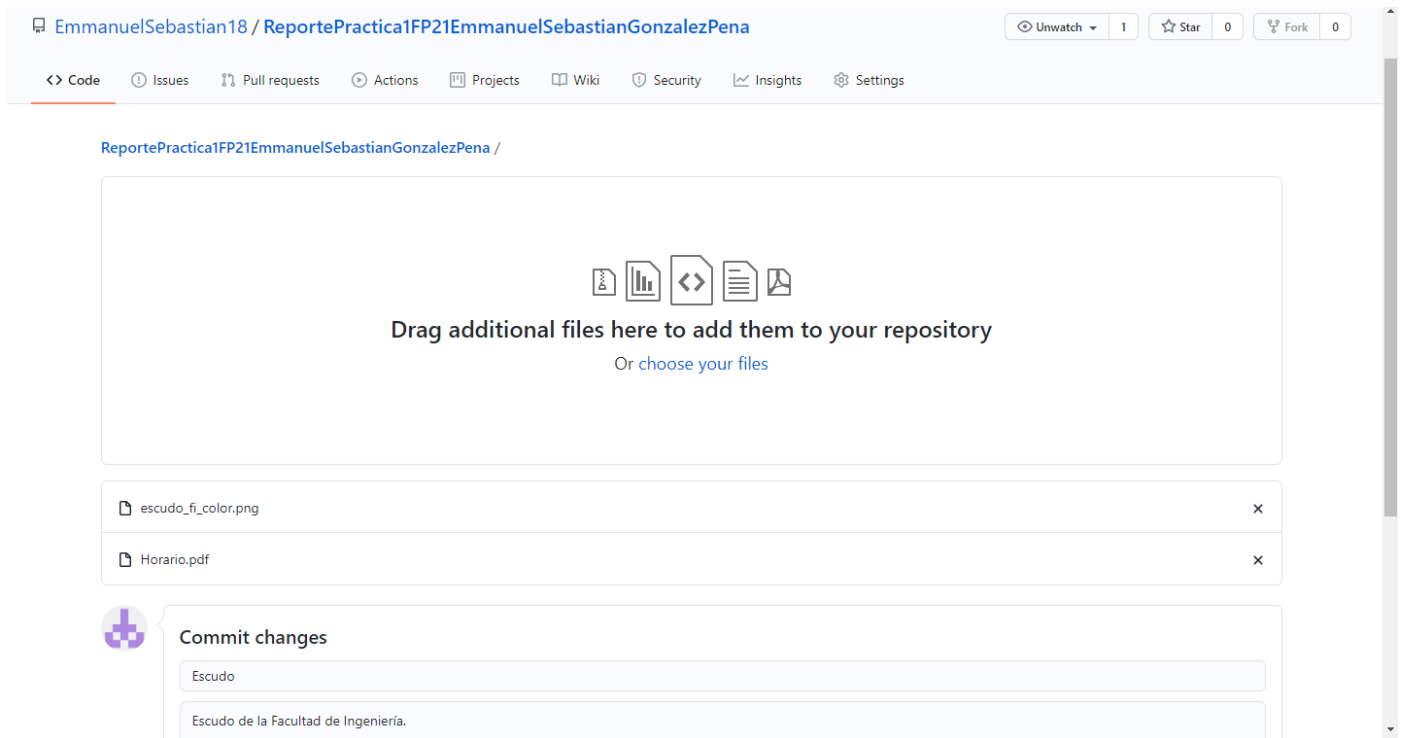 EmmanuelSebastian18 / ReportePractica1FP21EmmanuelSebastianGonzalezPena
Unwatch 1 Star 0 Fork 0
Code Issues Pull requests Actions Projects Wiki Security Insights Settings
ReportePractica1FP21EmmanuelSebastianGonzalezPena /
Drag additional files here to add them to your repository
Or choose your files
escudo_fi_color.png
Horario.pdf
Commit changes
Escudo
Escudo de la Facultad de Ingeniería.